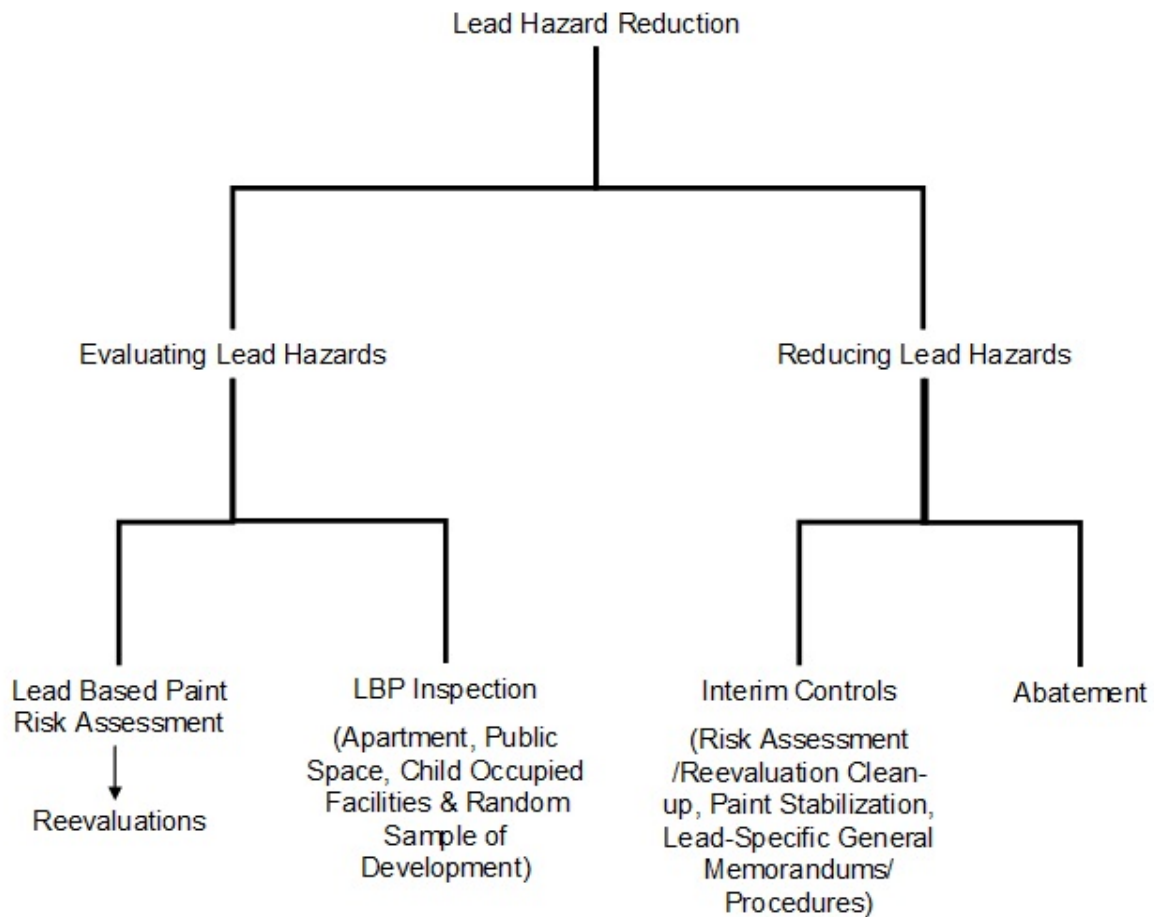 Lead Hazard Reduction
Evaluating Lead Hazards
Reducing Lead Hazards
Lead Based Paint
Risk Assessment
Reevaluations
LBP Inspection
(Apartment, Public
Space, Child Occupied
Facilities & Random
Sample of
Development)
Interim Controls
(Risk Assessment
/Reevaluation Clean-
up, Paint Stabilization,
Lead-Specific General
Memorandums/
Procedures)
Abatement